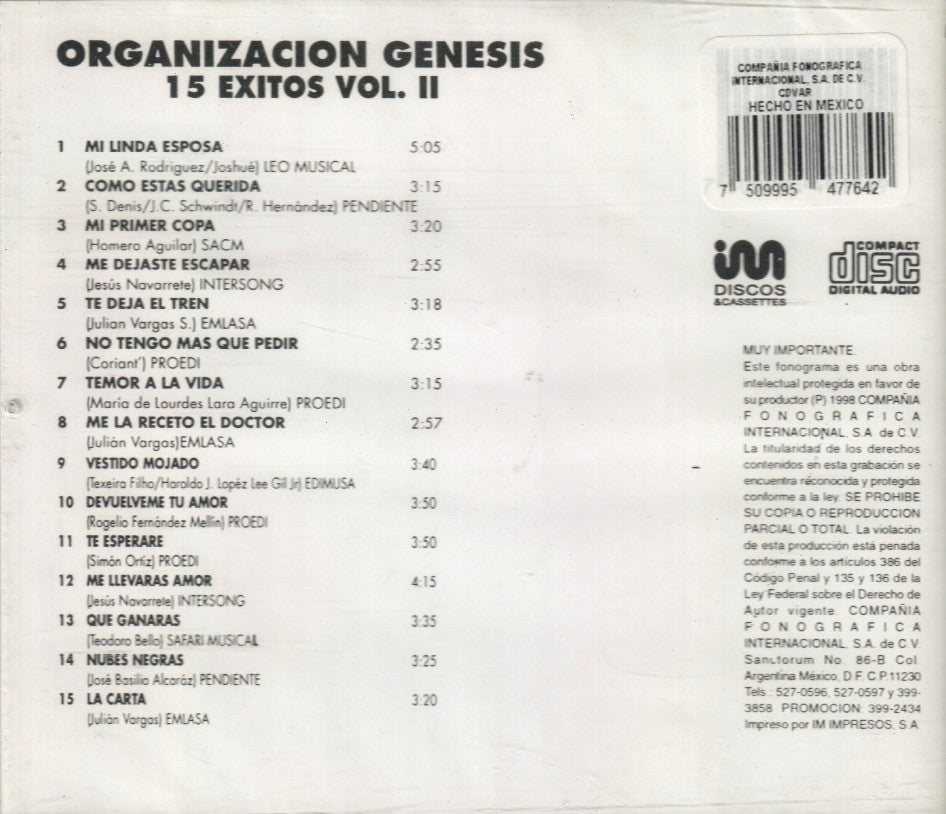 ORGANIZACION GENESIS
15 EXITOS VOL. II
1 MI LINDA ESPOSA 5:05
(José A. Rodriguez/Joshué) LEO MUSICAL
2 COMO ESTAS QUERIDA 3:15
(S. Denis/J.C. Schwindt/R. Hernández) PENDIENTE
3 MI PRIMER COPA 3:20
(Homero Aguilar) SACM
4 ME DEJASTE ESCAPAR 2:55
(Jesús Navarrete) INTERSONG
5 TE DEJA EL TREN 3:18
(Julian Vargas S.) EMLASA
6 NO TENGO MAS QUE PEDIR 2:35
(Coriant') PROEDI
7 TEMOR A LA VIDA 3:15
(María de Lourdes Lara Aguirre) PROEDI
8 ME LA RECETO EL DOCTOR 2:57
(Julián Vargas)EMLASA
9 VESTIDO MOJADO 3:40
(Texeira Filho/Haroldo J. Lopéz Lee Gil Jr) EDIMUSA
10 DEVUELVEME TU AMOR 3:50
(Rogelio Fernández Mellin) PROEDI
11 TE ESPERARE 3:50
(Simón Ortíz) PROEDI
12 ME LLEVARAS AMOR 4:15
(Jesús Navarrete) INTERSONG
13 QUE GANARAS 3:35
(Teodoro Bello) SAFARI MUSICAL
14 NUBES NEGRAS 3:25
(José Basilio Alcaráz) PENDIENTE
15 LA CARTA 3:20
(Julián Vargas) EMLASA
COMPAÑIA FONOGRAFICA
INTERNACIONAL, S.A. DE C.V.
CDVAR
HECHO EN MEXICO
7 509995 477642
im
DISCOS
&CASSETTES
COMPACT
disc
DIGITAL AUDIO
MUY IMPORTANTE.
Este fonograma es una obra
intelectual protegida en favor de
su productor (P) 1998 COMPAÑIA
FONOGRAFICA
INTERNACIONAL, S.A. de C.V.
La titularidad de los derechos
contenidos en esta grabación se
encuentra réconocida y protegida
conforme a la ley. SE PROHIBE
SU COPIA O REPRODUCCION
PARCIAL O TOTAL. La violación
de esta producción está penada
conforme a los artículos 386 del
Código Penal y 135 y 136 de la
Ley Federal sobre el Derecho de
Autor vigente. COMPAÑIA
FONOGRAFICA
INTERNACIONAL, S.A. de C.V.
Sanctorum No. 86-B Col.
Argentina México, D.F. C.P.11230
Tels.: 527-0596, 527-0597 y 399-
3858 PROMOCION: 399-2434
Impreso por IM IMPRESOS, S.A.